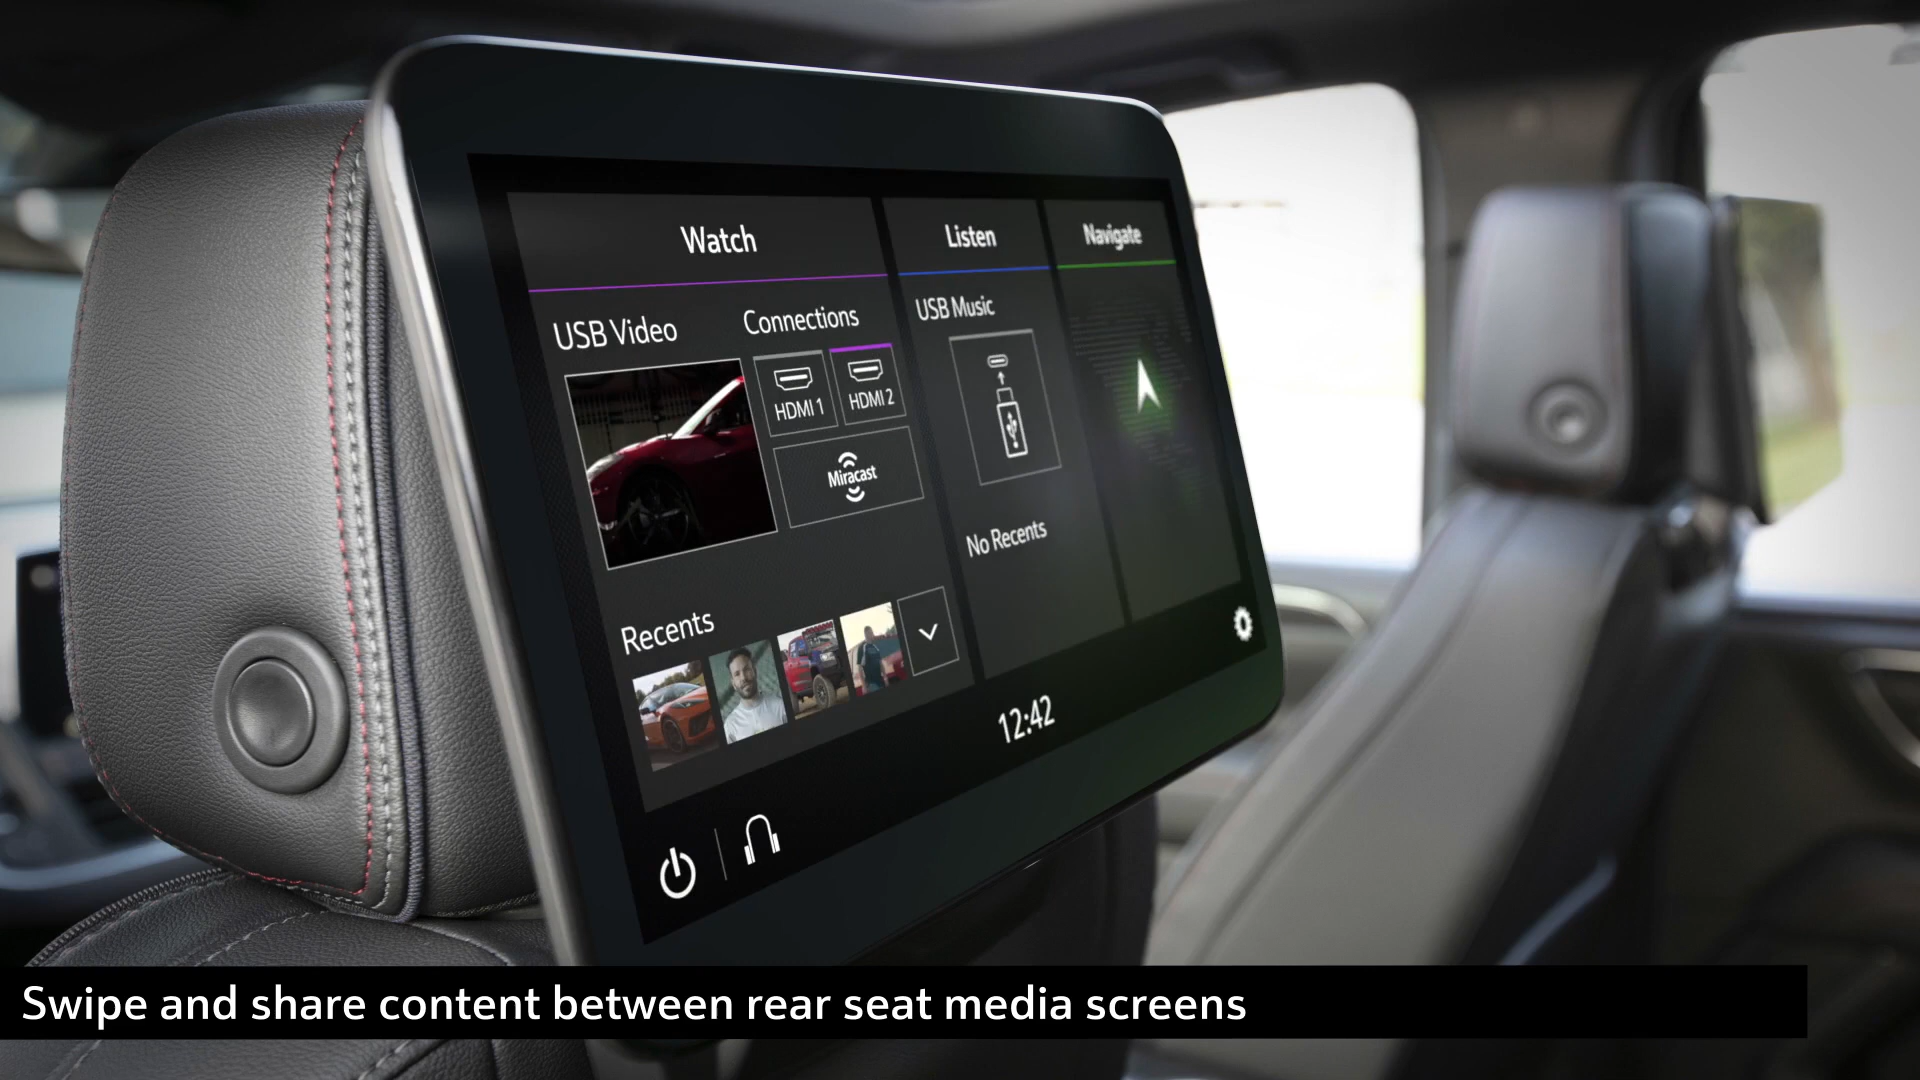 Watch
Listen
Navigate
USB Video
Connections
USB Music
HDMI 1
HDMI 2
Miracast
No Recents
Recents
12:42
Swipe and share content between rear seat media screens